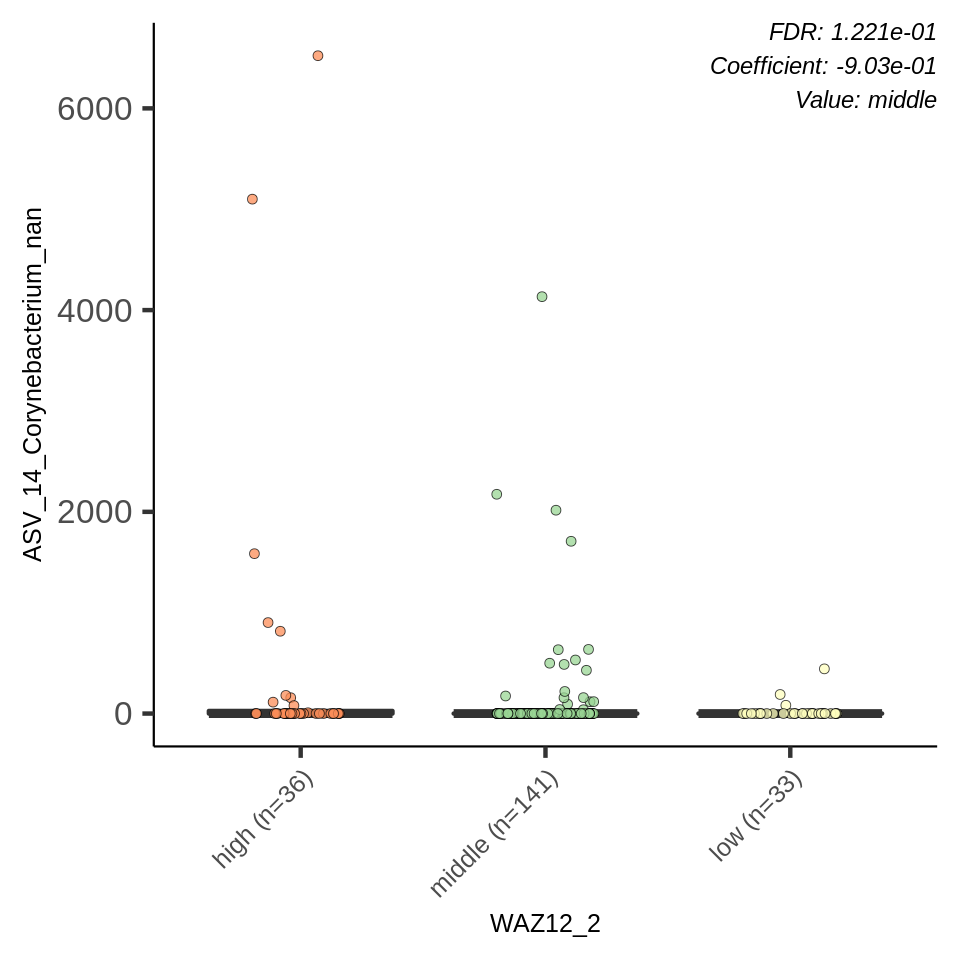 FDR: 1.221e-01
Coefficient: -9.03e-01
Value: middle
ASV_14_Corynebacterium_nan
6000
4000
2000
0
high (n=36)
middle (n=141)
low (n=33)
WAZ12_2